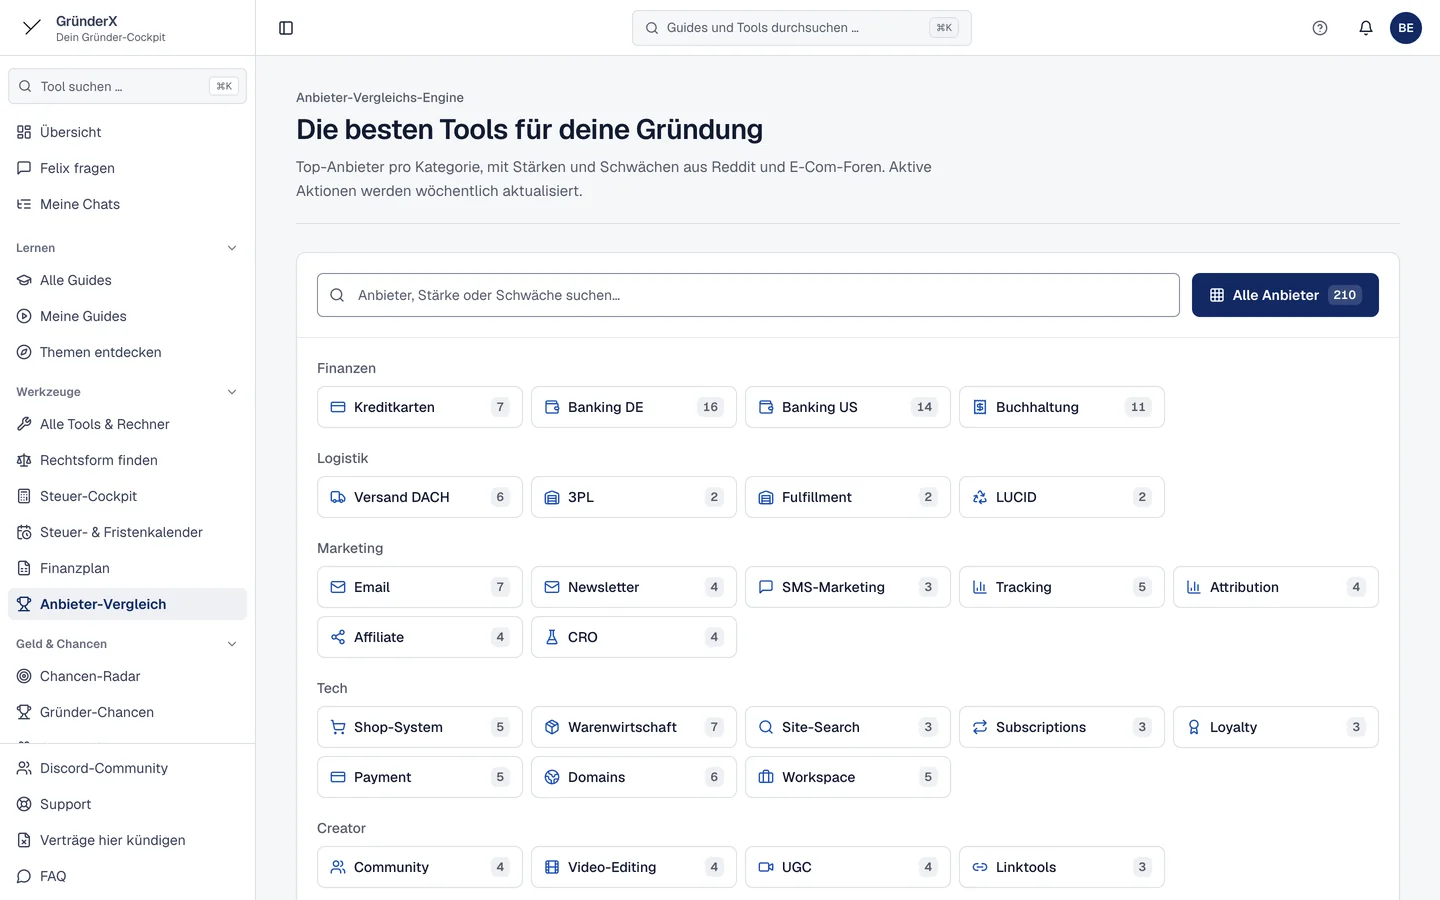 GründerX
Dein Gründer-Cockpit
Guides und Tools durchsuchen …
⌘K
BE
Tool suchen …
⌘K
Übersicht
Felix fragen
Meine Chats
Lernen
Alle Guides
Meine Guides
Themen entdecken
Werkzeuge
Alle Tools & Rechner
Rechtsform finden
Steuer-Cockpit
Steuer- & Fristenkalender
Finanzplan
Anbieter-Vergleich
Geld & Chancen
Chancen-Radar
Gründer-Chancen
Discord-Community
Support
Verträge hier kündigen
FAQ
Anbieter-Vergleichs-Engine
Die besten Tools für deine Gründung
Top-Anbieter pro Kategorie, mit Stärken und Schwächen aus Reddit und E-Com-Foren. Aktive
Aktionen werden wöchentlich aktualisiert.
Anbieter, Stärke oder Schwäche suchen...
Alle Anbieter 210
Finanzen
Kreditkarten 7
Banking DE 16
Banking US 14
Buchhaltung 11
Logistik
Versand DACH 6
3PL 2
Fulfillment 2
LUCID 2
Marketing
Email 7
Newsletter 4
SMS-Marketing 3
Tracking 5
Attribution 4
Affiliate 4
CRO 4
Tech
Shop-System 5
Warenwirtschaft 7
Site-Search 3
Subscriptions 3
Loyalty 3
Payment 5
Domains 6
Workspace 5
Creator
Community 4
Video-Editing 4
UGC 4
Linktools 3